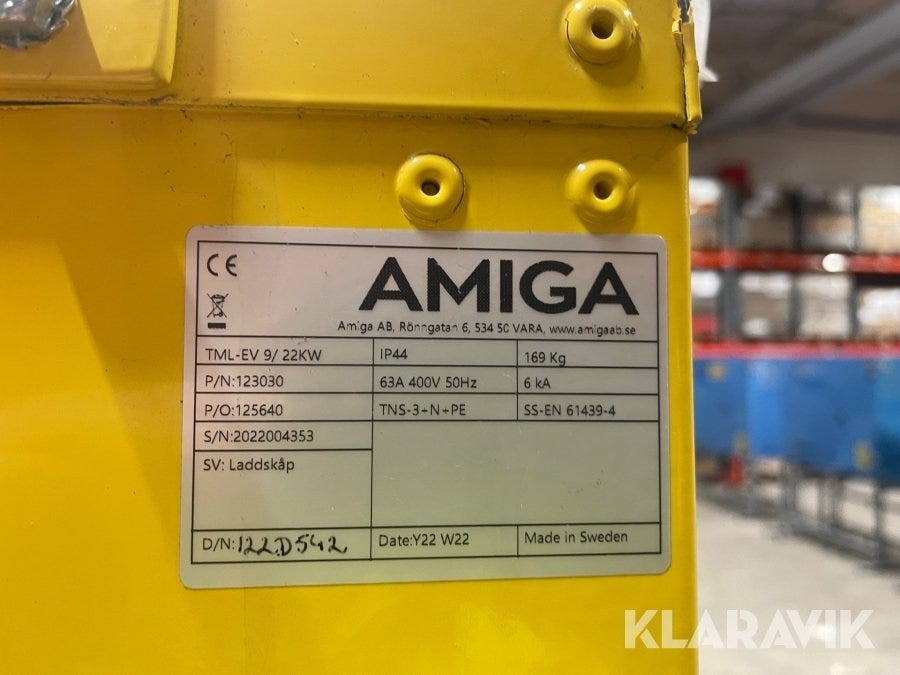 CE
AMIGA
Amiga AB, Rönngatan 6, 534 50 VARA, www.amigaab.se
TML-EV 9/ 22KW IP44 169 Kg
P/N:123030 63A 400V 50Hz 6 kA
P/O:125640 TNS-3+N+PE SS-EN 61439-4
S/N:2022004353
SV: Laddskåp
D/N:122D542 Date:Y22 W22 Made in Sweden
KLARAVIK